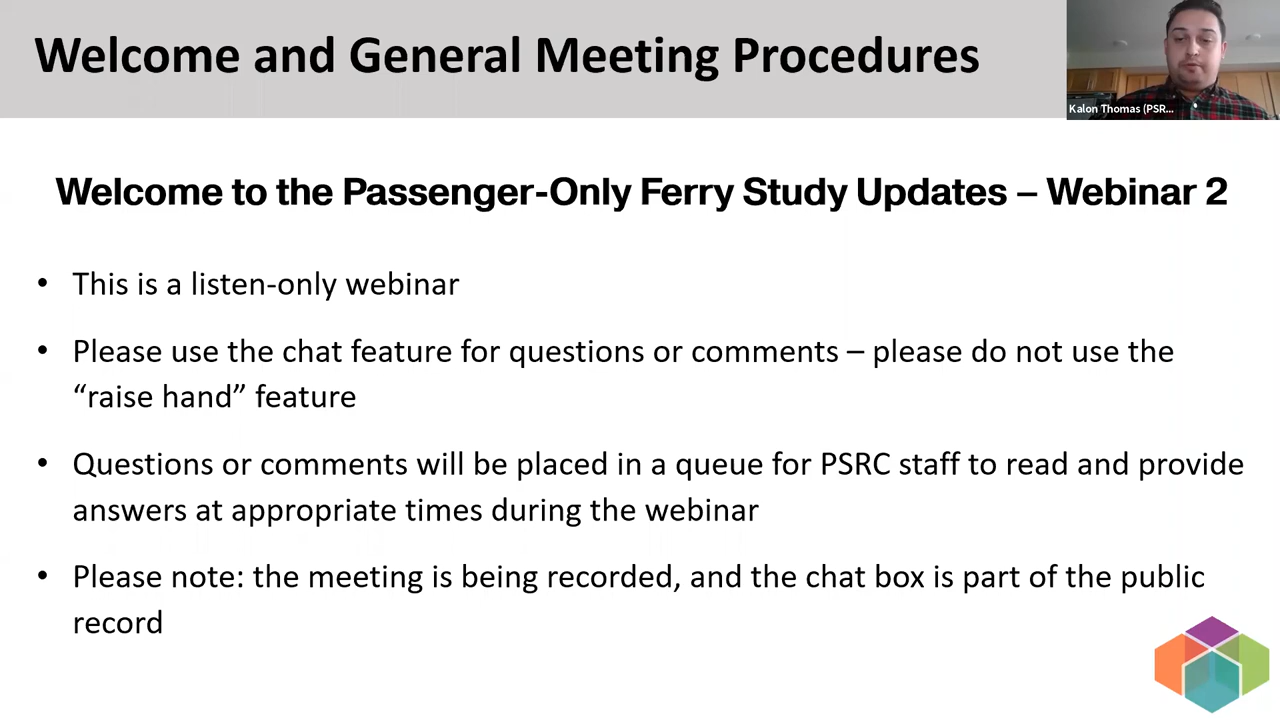 Welcome and General Meeting Procedures
Kalon Thomas (PSR...
Welcome to the Passenger-Only Ferry Study Updates – Webinar 2
• This is a listen-only webinar
• Please use the chat feature for questions or comments – please do not use the
“raise hand” feature
• Questions or comments will be placed in a queue for PSRC staff to read and provide
answers at appropriate times during the webinar
• Please note: the meeting is being recorded, and the chat box is part of the public
record